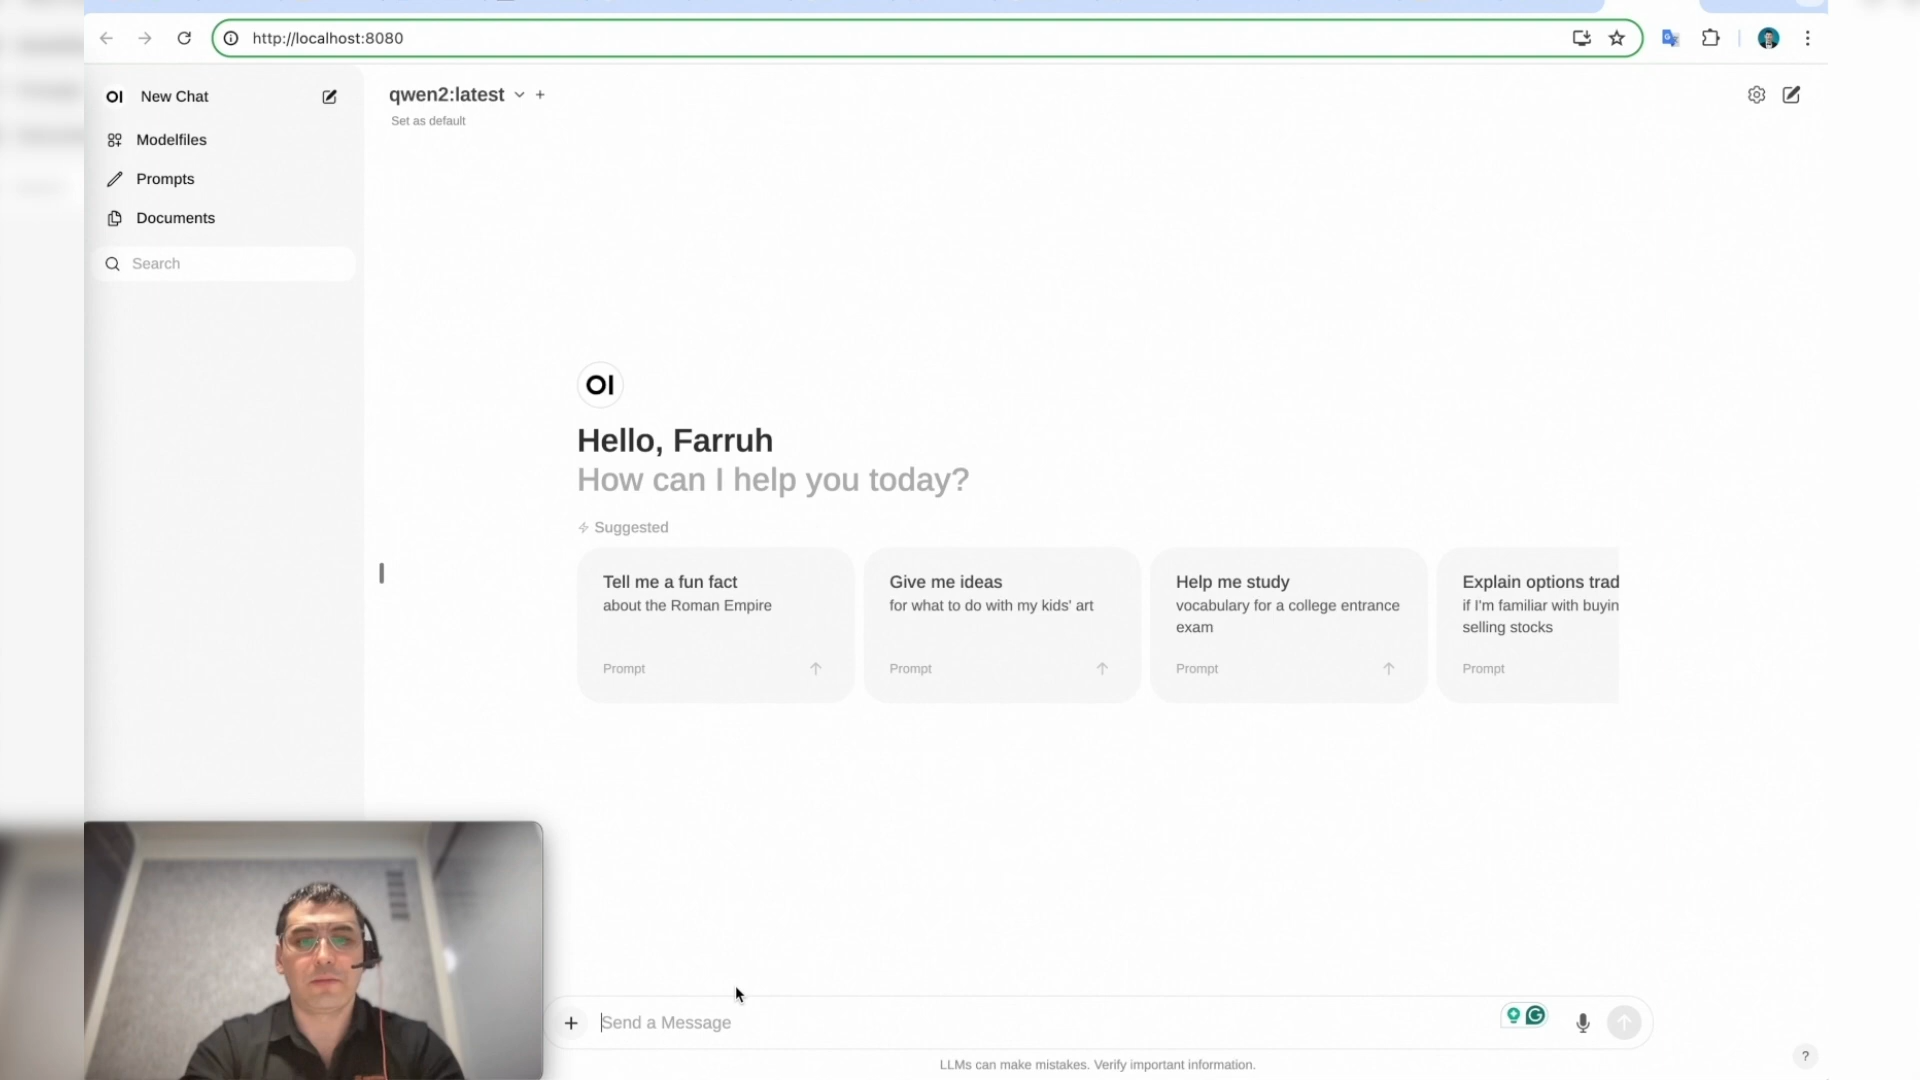 http://localhost:8080
OI New Chat
Modelfiles
Prompts
Documents
Search
qwen2:latest
Set as default
OI
Hello, Farruh
How can I help you today?
Suggested
Tell me a fun fact
about the Roman Empire
Prompt
Give me ideas
for what to do with my kids' art
Prompt
Help me study
vocabulary for a college entrance
exam
Prompt
Explain options trad
if I'm familiar with buyin
selling stocks
Prompt
Send a Message
LLMs can make mistakes. Verify important information.
?